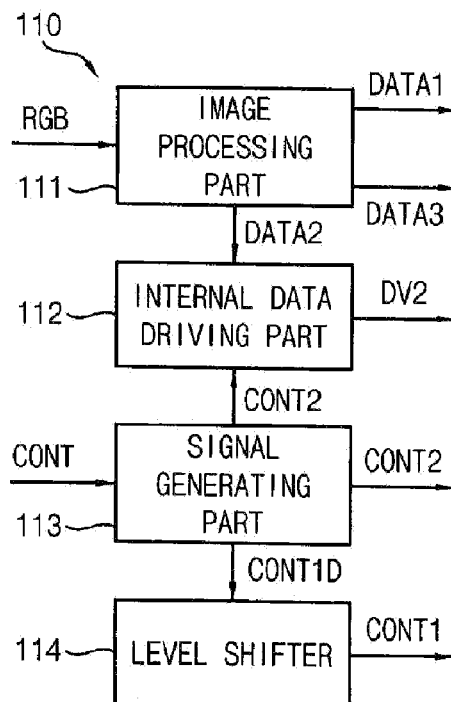 110
RGB
IMAGE
PROCESSING
PART
111
DATA1
DATA3
DATA2
112
INTERNAL DATA
DRIVING PART
DV2
CONT2
CONT
SIGNAL
GENERATING
PART
113
CONT2
CONT1D
114
LEVEL SHIFTER
CONT1